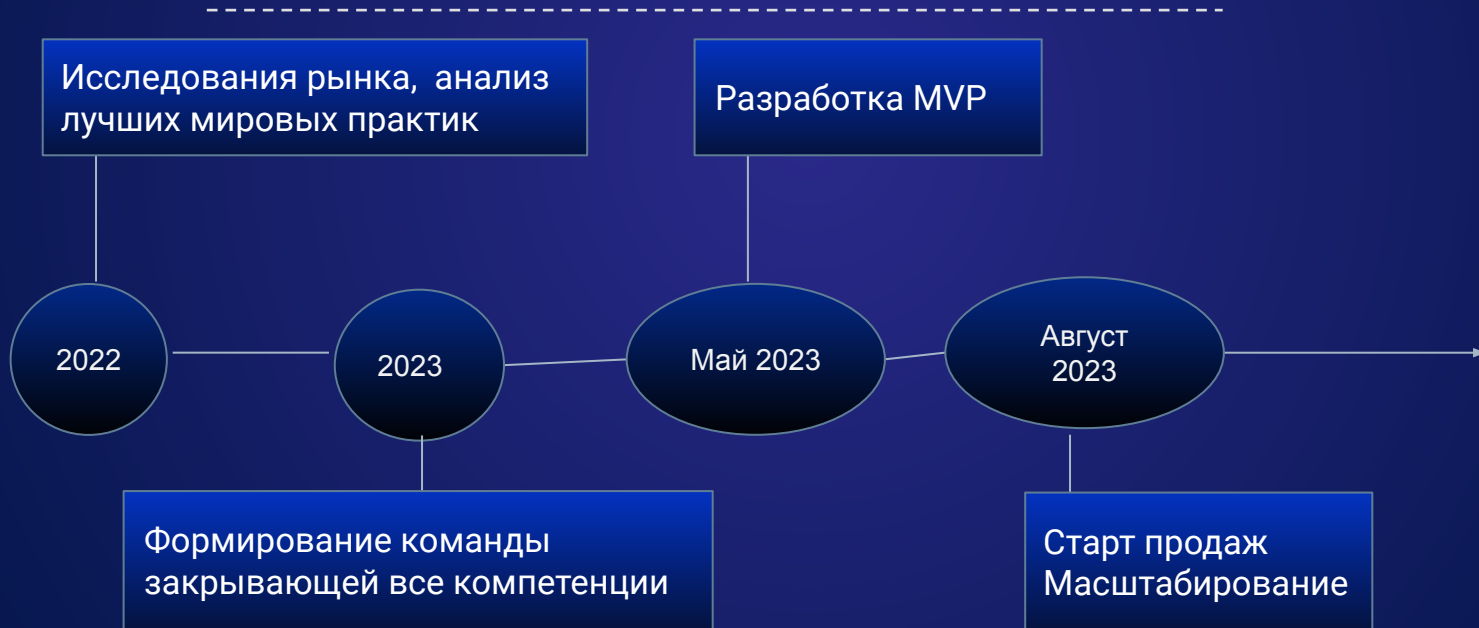 Исследования рынка,  анализ
лучших мировых практик
Разработка MVP
2022
2023
Май 2023
Август
2023
Формирование команды
закрывающей все компетенции
Старт продаж
Масштабирование